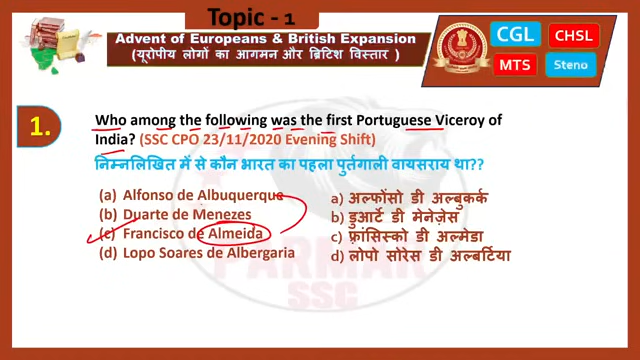 Topic - 1
Advent of Europeans & British Expansion
(यूरोपीय लोगों का आगमन और ब्रिटिश विस्तार )
CGL
CHSL
MTS
Steno
1.
Who among the following was the first Portuguese Viceroy of
India? (SSC CPO 23/11/2020 Evening Shift)
निम्नलिखित में से कौन भारत का पहला पुर्तगाली वायसराय था??
(a) Alfonso de Albuquerque
(b) Duarte de Menezes
(c) Francisco de Almeida
(d) Lopo Soares de Albergaria
a) अल्फोंसो डी अल्बुकर्क
b) डुआर्टे डी मेनेज़ेस
c) फ्रांसिस्को डी अल्मेडा
d) लोपो सोरेस डी अल्बर्टिया
PARMAR
SSC